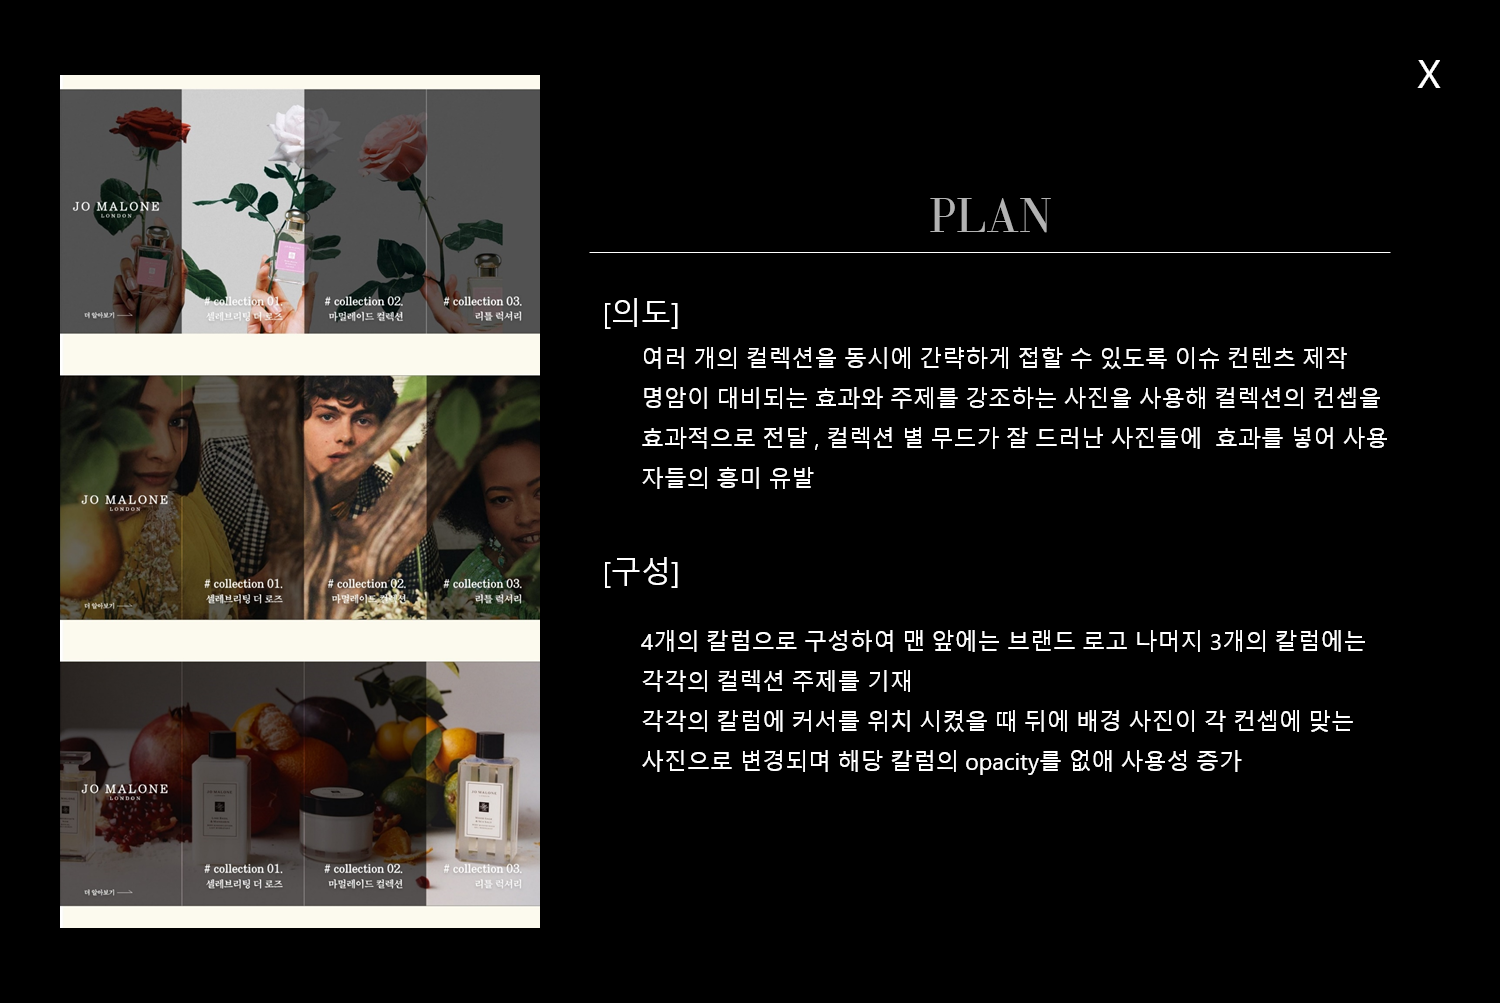 X
JO MALONE
LONDON
더 알아보기
# collection 01.
셀레브리팅 더 로즈
# collection 02.
마멀레이드 컬렉션
# collection 03.
리틀 럭셔리
JO MALONE
LONDON
더 알아보기
# collection 01.
셀레브리팅 더 로즈
# collection 02.
마멀레이드 컬렉션
# collection 03.
리틀 럭셔리
JO MALONE
LONDON
더 알아보기
# collection 01.
셀레브리팅 더 로즈
# collection 02.
마멀레이드 컬렉션
# collection 03.
리틀 럭셔리
PLAN
[의도]
여러 개의 컬렉션을 동시에 간략하게 접할 수 있도록 이슈 컨텐츠 제작
명암이 대비되는 효과와 주제를 강조하는 사진을 사용해 컬렉션의 컨셉을
효과적으로 전달 , 컬렉션 별 무드가 잘 드러난 사진들에 효과를 넣어 사용
자들의 흥미 유발
[구성]
4개의 칼럼으로 구성하여 맨 앞에는 브랜드 로고 나머지 3개의 칼럼에는
각각의 컬렉션 주제를 기재
각각의 칼럼에 커서를 위치 시켰을 때 뒤에 배경 사진이 각 컨셉에 맞는
사진으로 변경되며 해당 칼럼의 opacity를 없애 사용성 증가